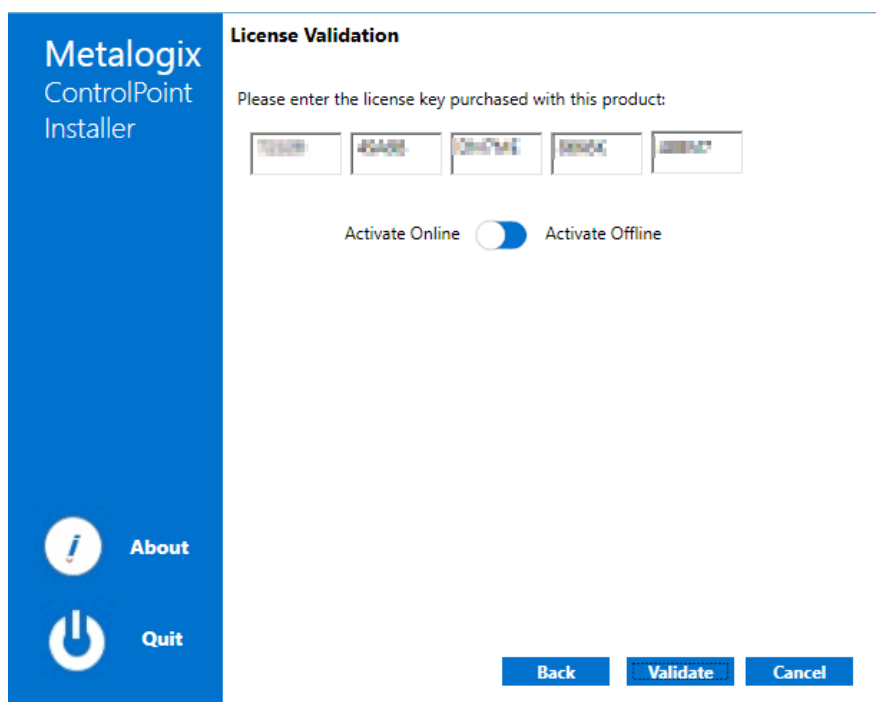 Metalogix
ControlPoint
Installer
License Validation
Please enter the license key purchased with this product:
Activate Online Activate Offline
About
Quit
Back Validate Cancel